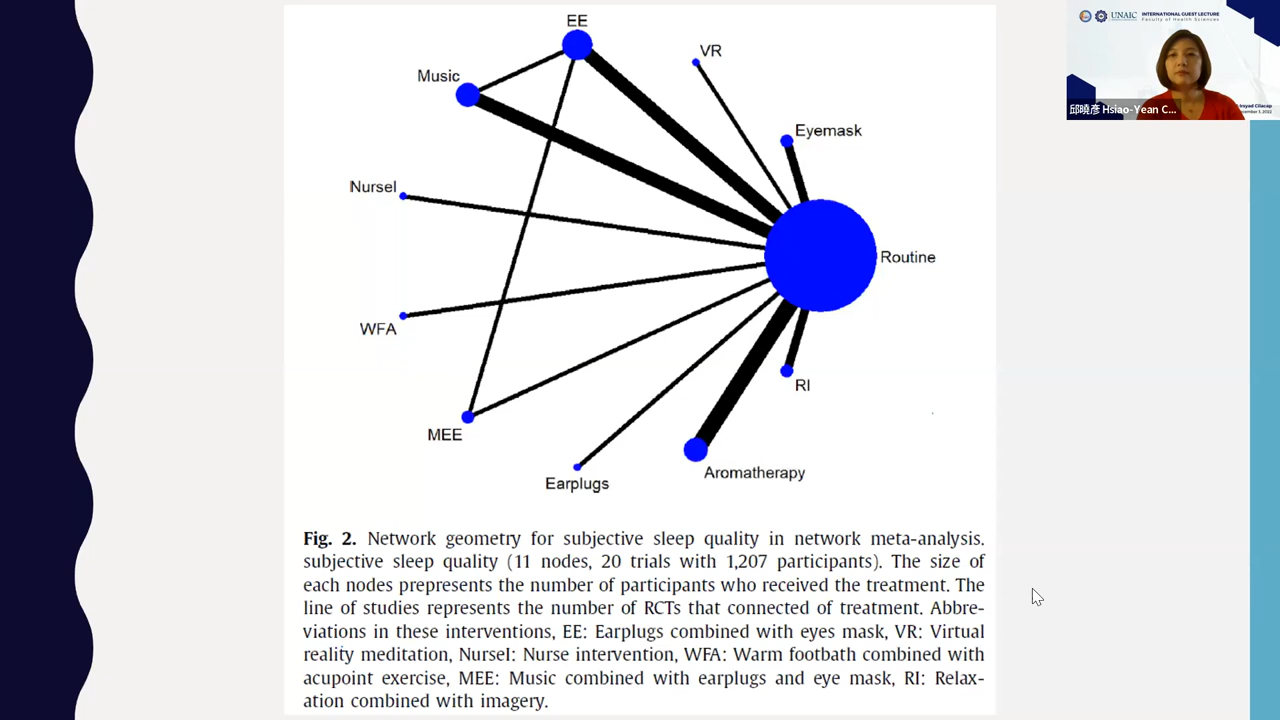 EE
VR
Music
Eyemask
NurseI
Routine
WFA
RI
MEE
Aromatherapy
Earplugs
Fig. 2. Network geometry for subjective sleep quality in network meta-analysis.
subjective sleep quality (11 nodes, 20 trials with 1,207 participants). The size of
each nodes prepresents the number of participants who received the treatment. The
line of studies represents the number of RCTs that connected of treatment. Abbre-
viations in these interventions, EE: Earplugs combined with eyes mask, VR: Virtual
reality meditation, NurseI: Nurse intervention, WFA: Warm footbath combined with
acupoint exercise, MEE: Music combined with earplugs and eye mask, RI: Relax-
ation combined with imagery.
UNAIC
INTERNATIONAL GUEST LECTURE
Faculty of Health Sciences
邱曉彥 Hsiao-Yean C...
Irsyad Cilacap